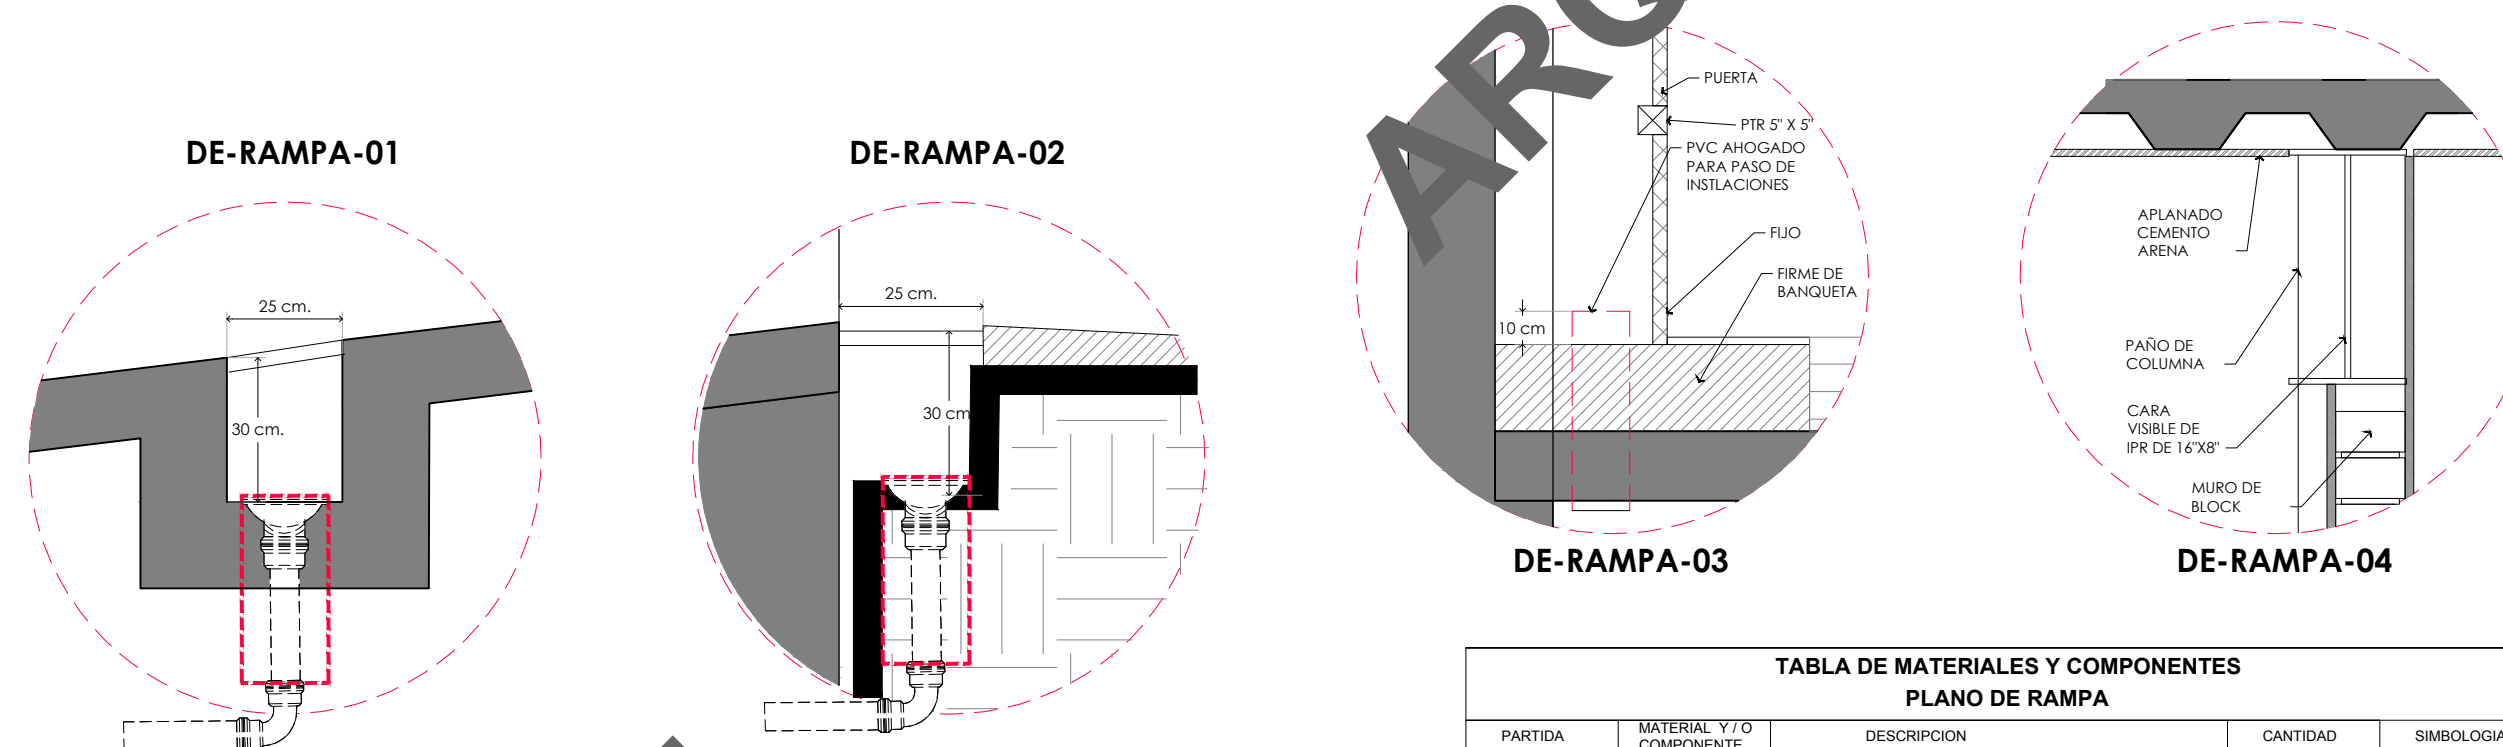 DE-RAMPA-01
25 cm.
30 cm.
DE-RAMPA-02
25 cm.
30 cm
PUERTA
PTR 5" X 5"
PVC AHOGADO
PARA PASO DE
INSTLACIONES
FIJO
FIRME DE
BANQUETA
10 cm
DE-RAMPA-03
APLANADO
CEMENTO
ARENA
PAÑO DE
COLUMNA
CARA
VISIBLE DE
IPR DE 16"X8"
MURO DE
BLOCK
DE-RAMPA-04
TABLA DE MATERIALES Y COMPONENTES
PLANO DE RAMPA
PARTIDA
MATERIAL Y / O
COMPONENTE
DESCRIPCION
CANTIDAD
SIMBOLOGIA